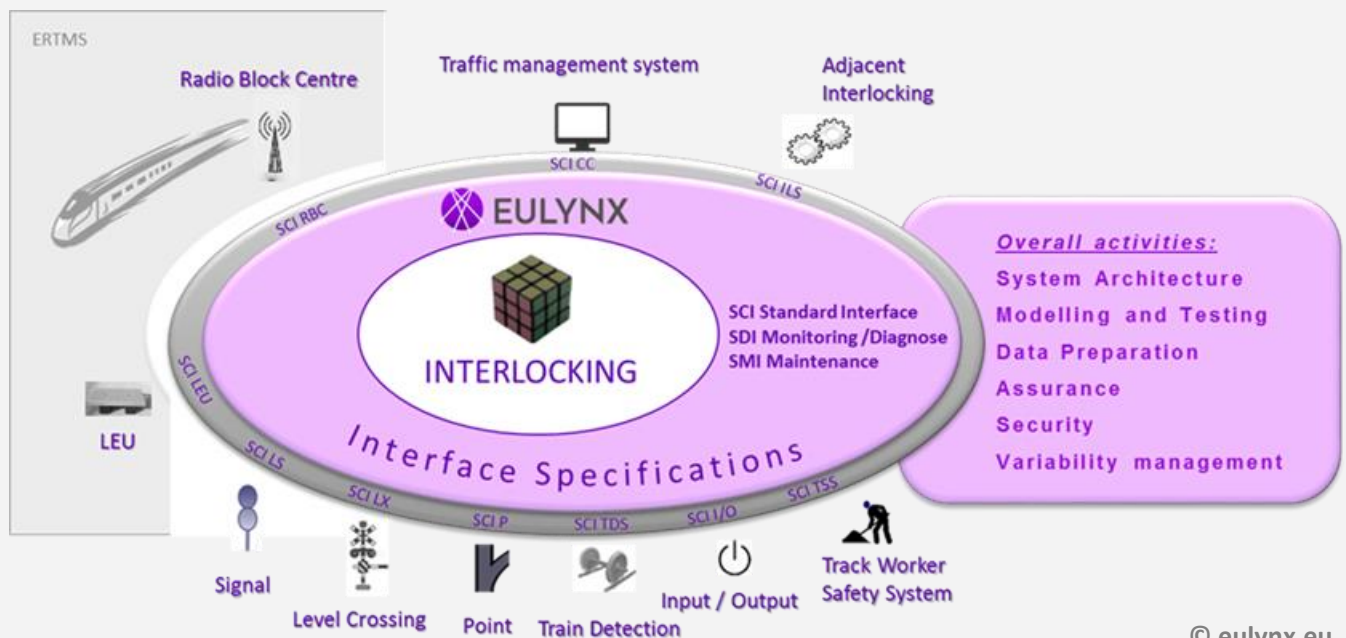 ERTMS
Radio Block Centre
Traffic management system
Adjacent
Interlocking
SCI CC
SCI ILS
SCI RBC
EULYNX
INTERLOCKING
SCI Standard Interface
SDI Monitoring /Diagnose
SMI Maintenance
Overall activities:
System Architecture
Modelling and Testing
Data Preparation
Assurance
Security
Variability management
SCI LEU
LEU
Interface Specifications
SCI LS
SCI LX
SCI P
SCI TDS
SCI I/O
SCI TSS
Signal
Level Crossing
Point
Train Detection
Input / Output
Track Worker
Safety System
© eulynx.eu